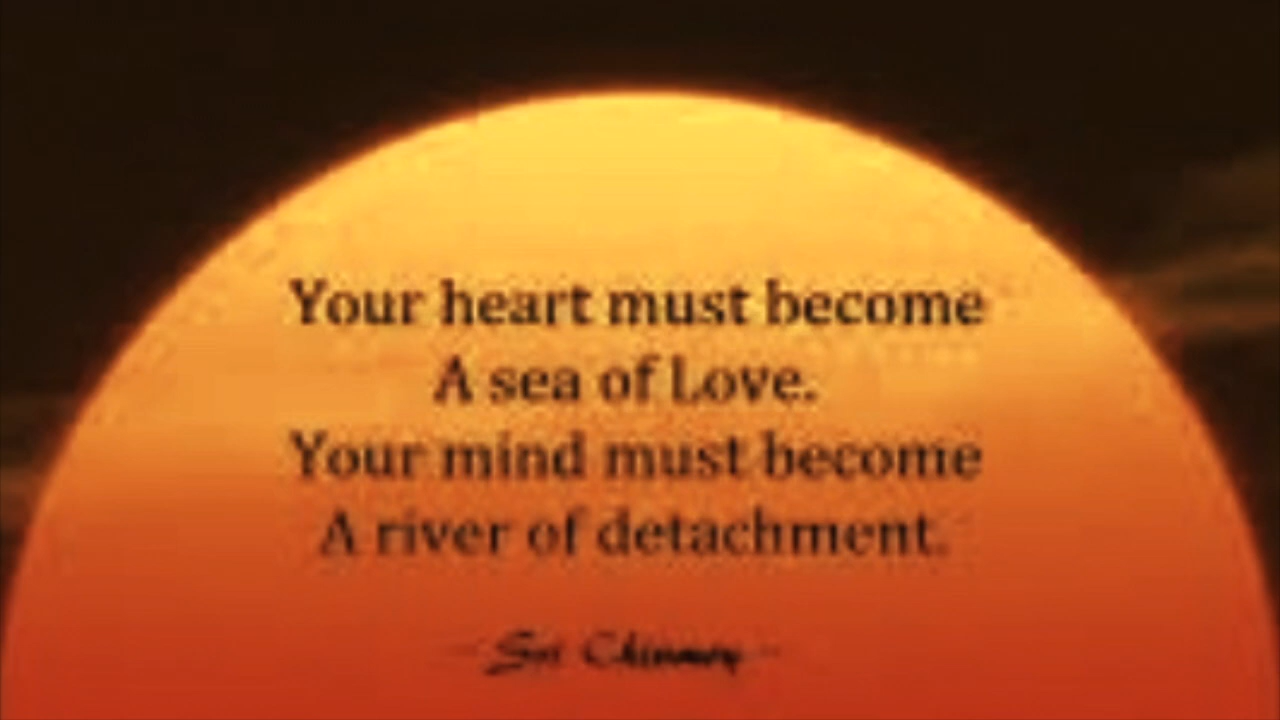 Your heart must become
A sea of Love.
Your mind must become
A river of detachment.
- Sri Chinmoy -